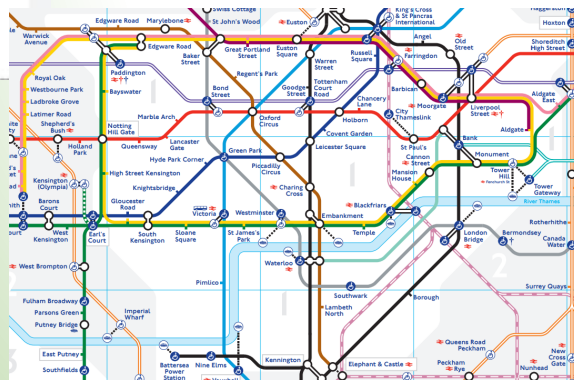 Swiss Cottage
Edgware Road
Marylebone
St John's Wood
Euston
King's Cross
& St Pancras
International
Hoxton
Warwick
Avenue
Edgware Road
Baker
Street
Great Portland
Street
Euston
Square
Warren
Street
Russell
Square
Angel
Farringdon
Old
Street
Shoreditch
High Street
Paddington
Royal Oak
Westbourne Park
Ladbroke Grove
Latimer Road
Shepherd's
Bush
Bayswater
Regent's Park
Bond
Street
Goodge
Street
Tottenham
Court
Road
Barbican
Moorgate
Liverpool
Street
Aldgate
East
Chancery
Lane
City
Thameslink
Marble Arch
Oxford
Circus
Holborn
Aldgate
Notting
Hill Gate
Holland
Park
Queensway
Lancaster
Gate
Covent Garden
Leicester Square
St Paul's
Bank
Cannon
Street
Mansion
House
Monument
Hyde Park Corner
Green Park
Piccadilly
Circus
Kensington
(Olympia)
High Street Kensington
Knightsbridge
Charing
Cross
Tower
Hill
Fenchurch St
Tower
Gateway
Barons
Court
Gloucester
Road
Victoria
Westminster
Embankment
Blackfriars
River Thames
West
Kensington
Earl's
Court
South
Kensington
Sloane
Square
St James's
Park
Temple
Rotherhithe
London
Bridge
Bermondsey
Canada
Water
West Brompton
Waterloo
Pimlico
Southwark
Surrey Quays
Fulham Broadway
Parsons Green
Putney Bridge
Imperial
Wharf
Lambeth
North
Borough
East Putney
Southfields
Battersea
Power
Station
Nine Elms
Kennington
Elephant & Castle
Queens Road
Peckham
Peckham
Rye
Nunhead
New
Cross
Gate
2